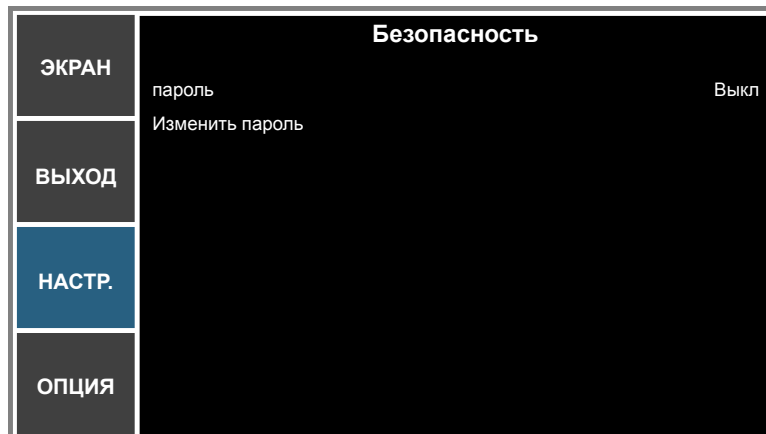 Безопасность
ЭКРАН
пароль Выкл
Изменить пароль
ВЫХОД
НАСТР.
ОПЦИЯ